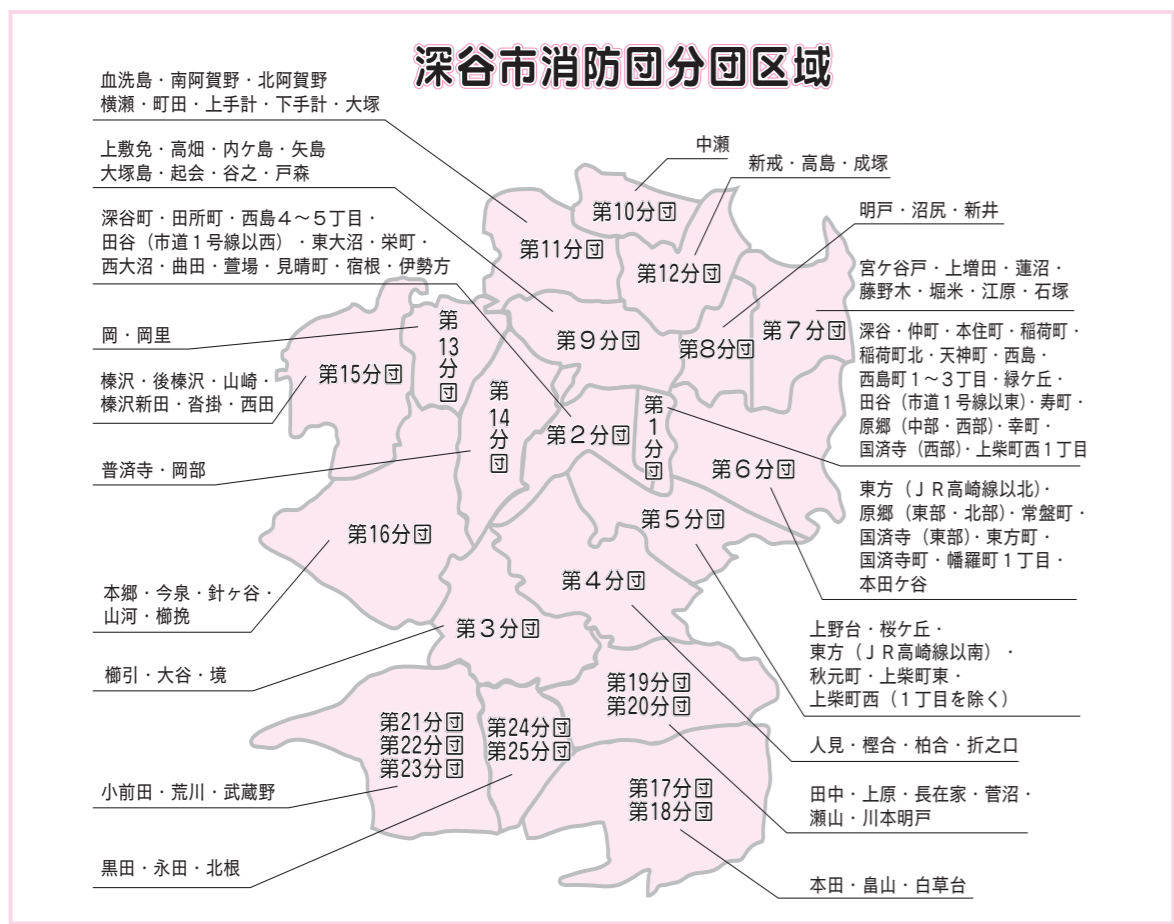 深谷市消防団分団区域
血洗島・南阿賀野・北阿賀野
横瀬・町田・上手計・下手計・大塚
上敷免・高畑・内ケ島・矢島
大塚島・起会・谷之・戸森
深谷町・田所町・西島４〜５丁目・
田谷（市道１号線以西）・東大沼・栄町・
西大沼・曲田・萱場・見晴町・宿根・伊勢方
岡・岡里
榛沢・後榛沢・山崎・
榛沢新田・沓掛・西田
普済寺・岡部
本郷・今泉・針ヶ谷・
山河・櫛挽
櫛引・大谷・境
小前田・荒川・武蔵野
黒田・永田・北根
中瀬
新戒・高島・成塚
明戸・沼尻・新井
宮ケ谷戸・上増田・蓮沼・
藤野木・堀米・江原・石塚
深谷・仲町・本住町・稲荷町・
稲荷町北・天神町・西島・
西島町１〜３丁目・緑ケ丘・
田谷（市道１号線以東）・寿町・
原郷（中部・西部）・幸町・
国済寺（西部）・上柴町西１丁目
東方（ＪＲ高崎線以北）・
原郷（東部・北部）・常盤町・
国済寺（東部）・東方町・
国済寺町・幡羅町１丁目・
本田ケ谷
上野台・桜ケ丘・
東方（ＪＲ高崎線以南）・
秋元町・上柴町東・
上柴町西（１丁目を除く）
人見・樫合・柏合・折之口
田中・上原・長在家・菅沼・
瀬山・川本明戸
本田・畠山・白草台
第10分団
第11分団
第12分団
第13分団
第９分団
第８分団
第７分団
第15分団
第14分団
第２分団
第１分団
第６分団
第５分団
第16分団
第４分団
第３分団
第19分団
第20分団
第21分団
第22分団
第23分団
第24分団
第25分団
第17分団
第18分団